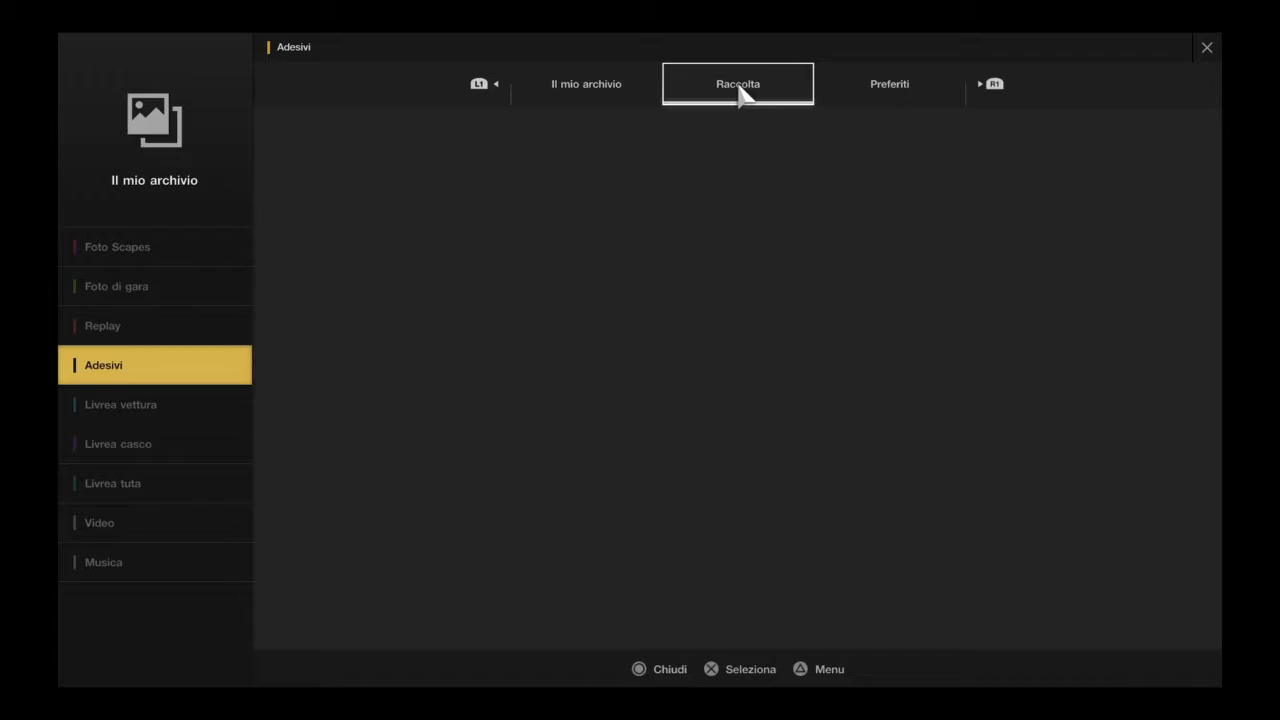 Adesivi
L1
Il mio archivio
Raccolta
Preferiti
R1
Il mio archivio
Foto Scapes
Foto di gara
Replay
Adesivi
Livrea vettura
Livrea casco
Livrea tuta
Video
Musica
Chiudi
Seleziona
Menu